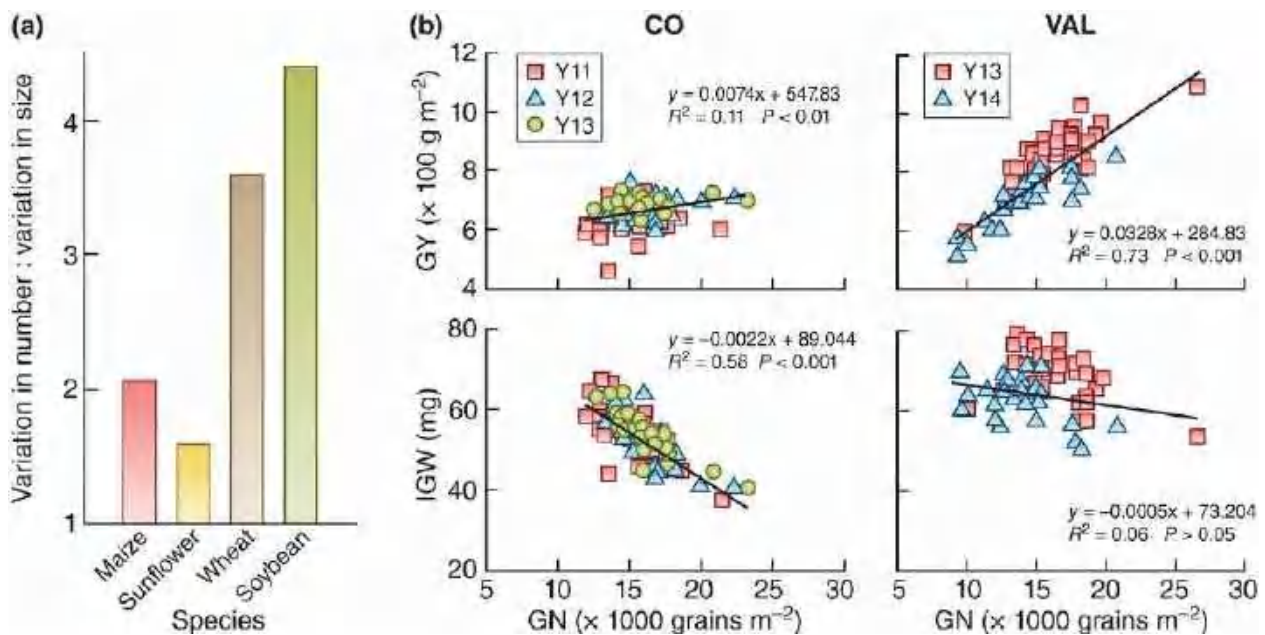 (a)
Variation in number : variation in size
4
3
2
1
Maize
Sunflower
Wheat
Soybean
Species
(b)
CO
VAL
GY (× 100 g m−2)
12
10
8
6
4
Y11
Y12
Y13
y = 0.0074x + 547.83
R2 = 0.11 P < 0.01
Y13
Y14
y = 0.0328x + 284.83
R2 = 0.73 P < 0.001
IGW (mg)
80
60
40
20
y = −0.0022x + 89.044
R2 = 0.58 P < 0.001
y = −0.0005x + 73.204
R2 = 0.06 P > 0.05
5 10 15 20 25 30
GN (× 1000 grains m−2)
5 10 15 20 25 30
GN (× 1000 grains m−2)